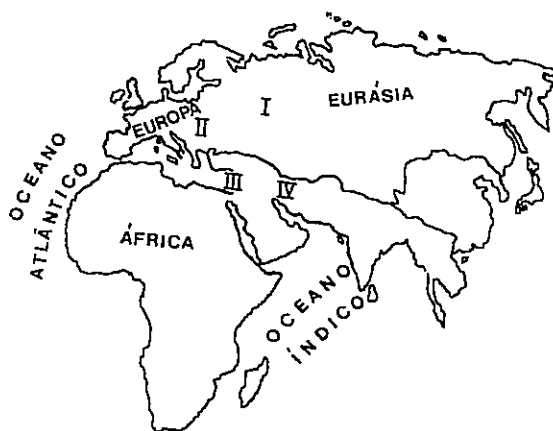 I
EURÁSIA
EUROPA
II
OCEANO
ATLÂNTICO
III
IV
ÁFRICA
OCEANO
ÍNDICO